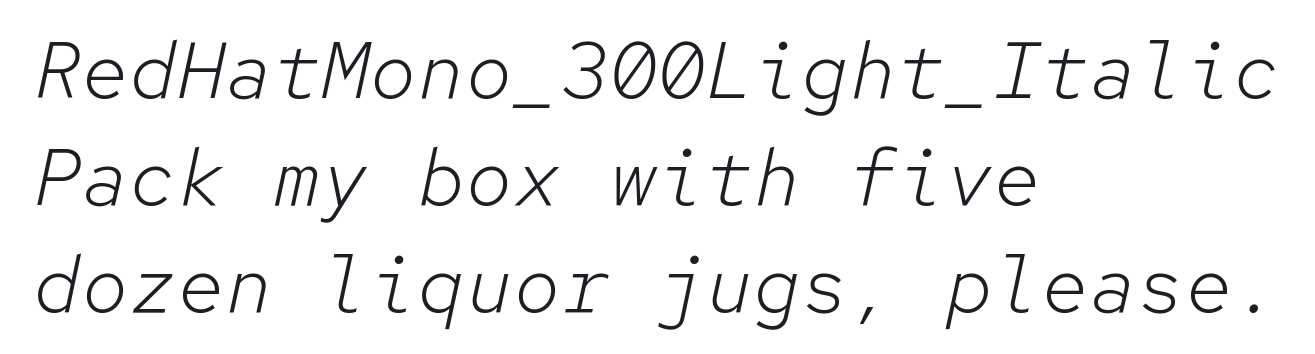 RedHatMono_300Light_Italic
Pack my box with five
dozen liquor jugs, please.